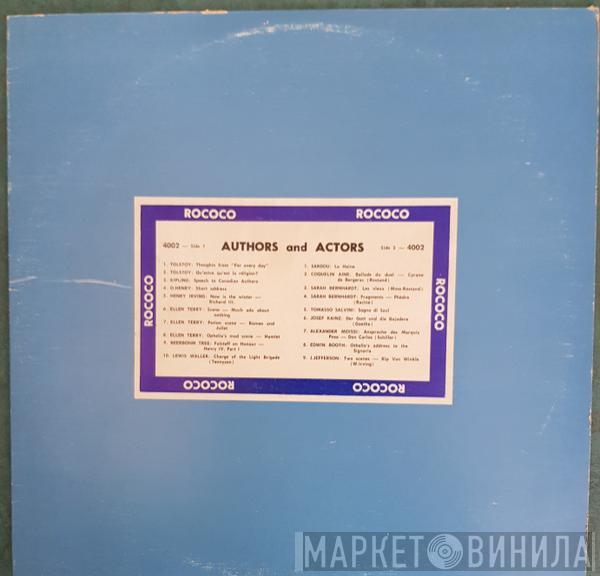 ROCOCO ROCOCO
4002 — Side 1 AUTHORS and ACTORS Side 2 — 4002
1. TOLSTOY: Thoughts from "For every day"
2. TOLSTOY: Qu'estce qu'est la religion?
3. KIPLING: Speech to Canadian Authors
4. O.HENRY: Short address
5. HENRY IRVING: Now is the winter — Richard III.
6. ELLEN TERRY: Scene — Much ado about nothing
7. ELLEN TERRY: Potion scene — Romeo and Juliet
8. ELLEN TERRY: Ophelia's mad scene — Hamlet
9. BEERBOHM TREE: Falstaff on Honour — Henry IV. Part I
10. LEWIS WALLER: Charge of the Light Brigade (Tennyson)
1. SARDOU: La Haine
2. COQUELIN AINE: Ballade du duel — Cyrano de Bergerac (Rostand)
3. SARAH BERNHARDT: Les vieux (Mme.Rostand)
4. SARAH BERNHARDT: Fragments — Phèdre (Racine)
5. TOMASSO SALVINI: Sogno di Saul
6. JOSEF KAINZ: Der Gott und die Bajadere (Goethe)
7. ALEXANDER MOISSI: Ansprache des Marquis Posa — Don Carlos (Schiller)
8. EDWIN BOOTH: Othello's address to the Signoria
9. J.JEFFERSON: Two scenes — Rip Van Winkle (W.Irving)
ROCOCO
ROCOCO
ROCOCO ROCOCO
МАРКЕТ ВИНИЛА